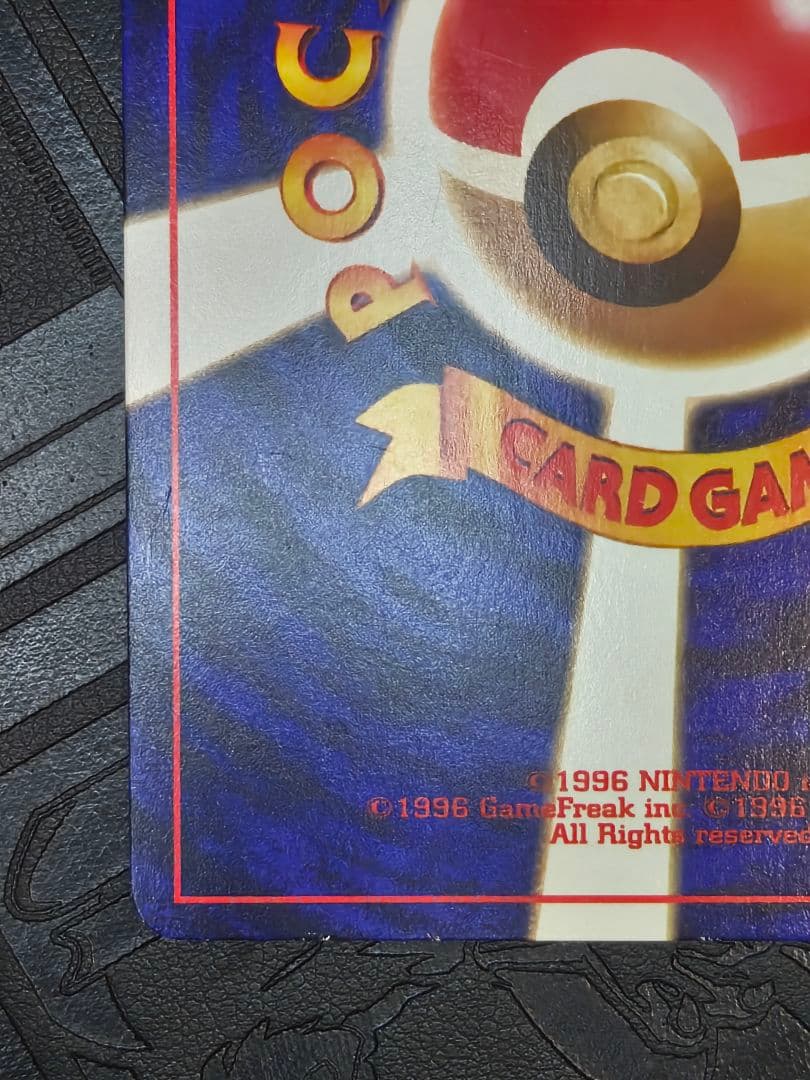 POC
CARD GAM
©1996 NINTENDO
©1996 GameFreak inc. ©1996
All Rights reserved